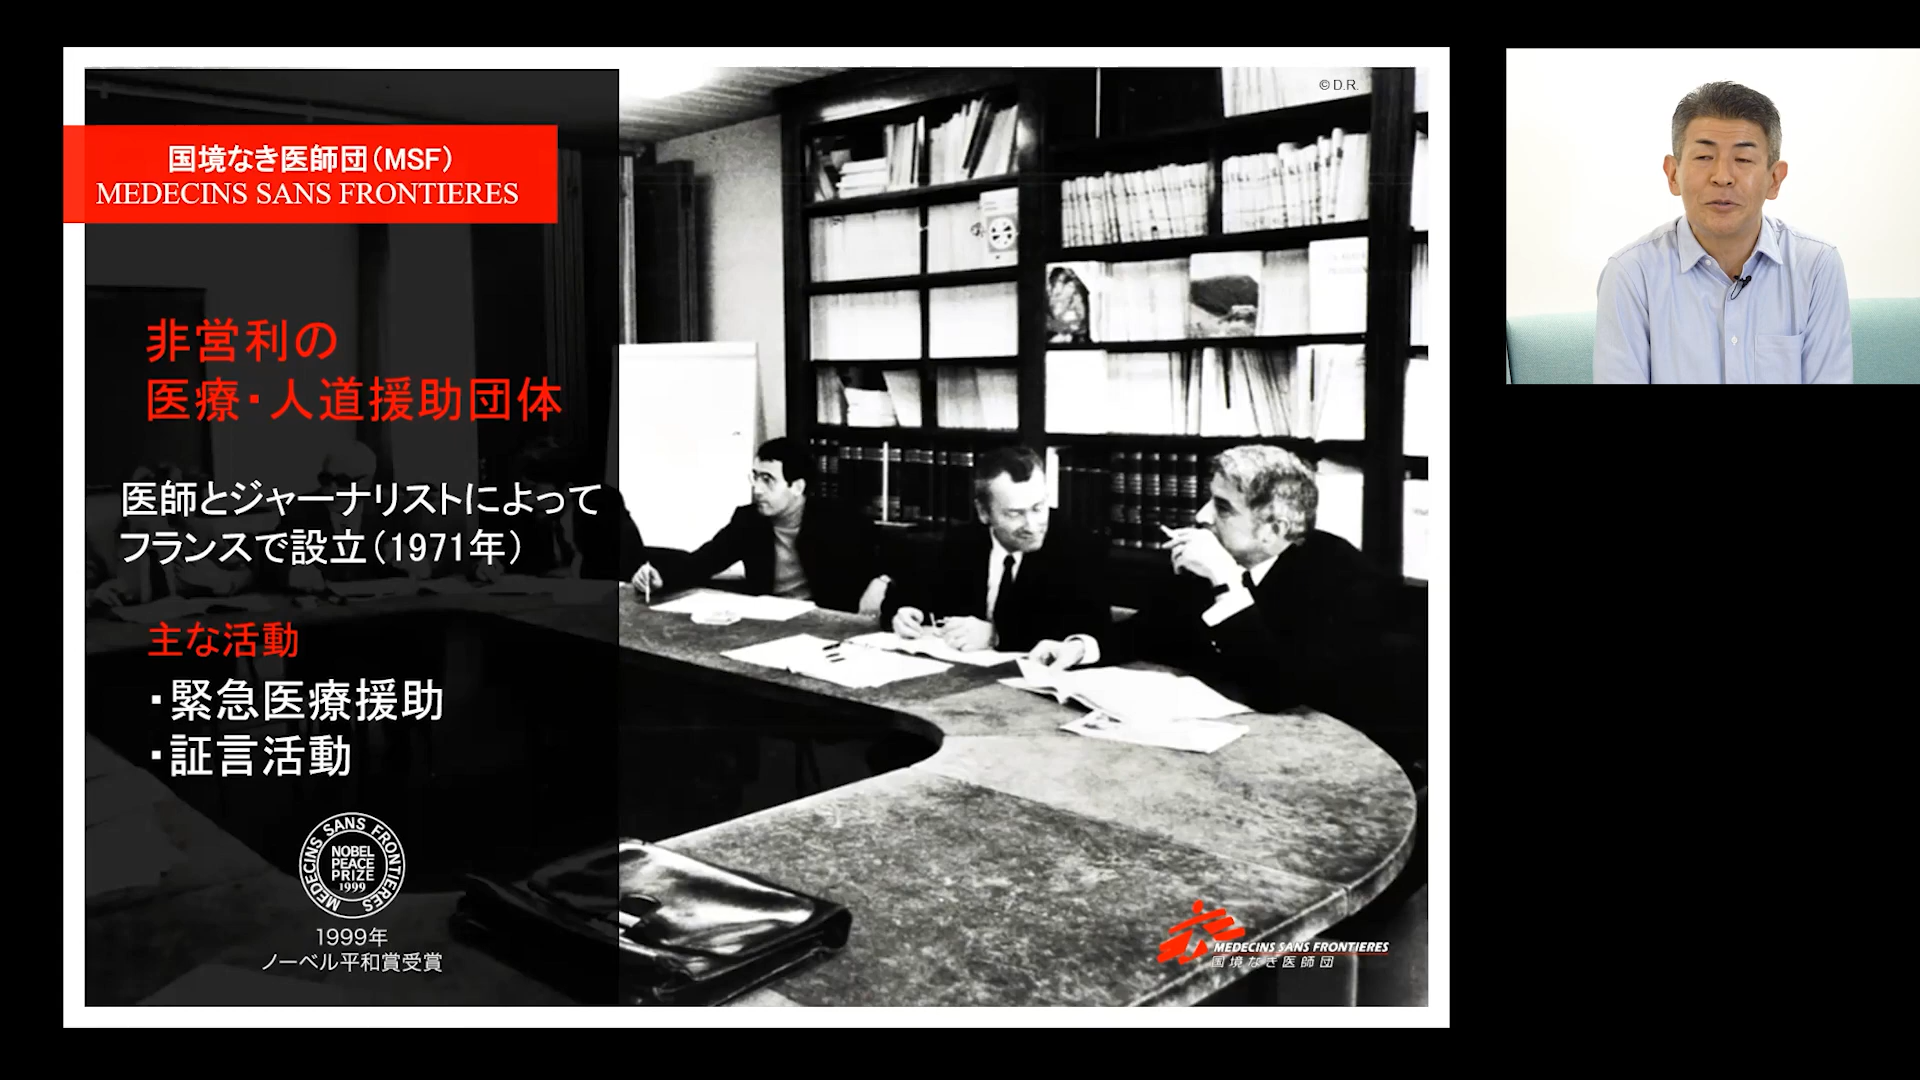 ©D.R.
国境なき医師団（MSF）
MEDECINS SANS FRONTIERES
非営利の
医療・人道援助団体
医師とジャーナリストによって
フランスで設立（1971年）
主な活動
・緊急医療援助
・証言活動
MEDECINS SANS FRONTIERES
NOBEL
PEACE
PRIZE
1999
1999年
ノーベル平和賞受賞
MEDECINS SANS FRONTIERES
国境なき医師団